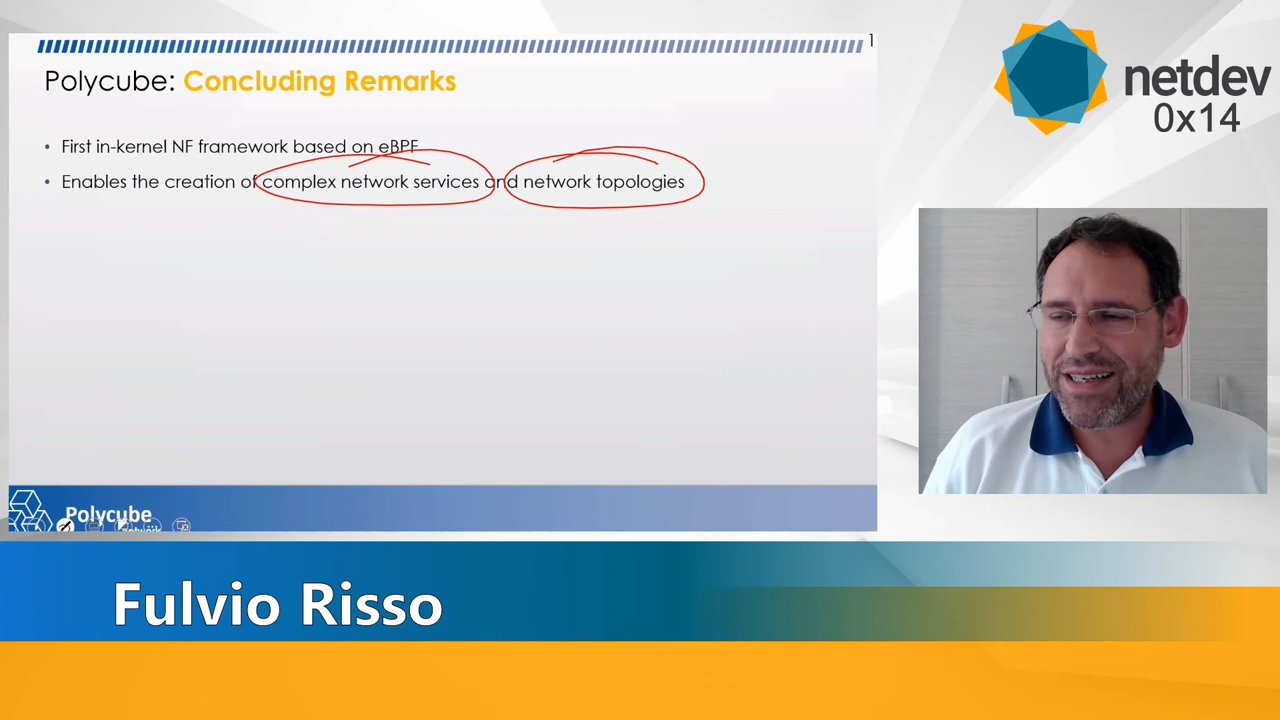 1
Polycube: Concluding Remarks
• First in-kernel NF framework based on eBPF
• Enables the creation of complex network services and network topologies
Polycube
network
netdev
0x14
Fulvio Risso